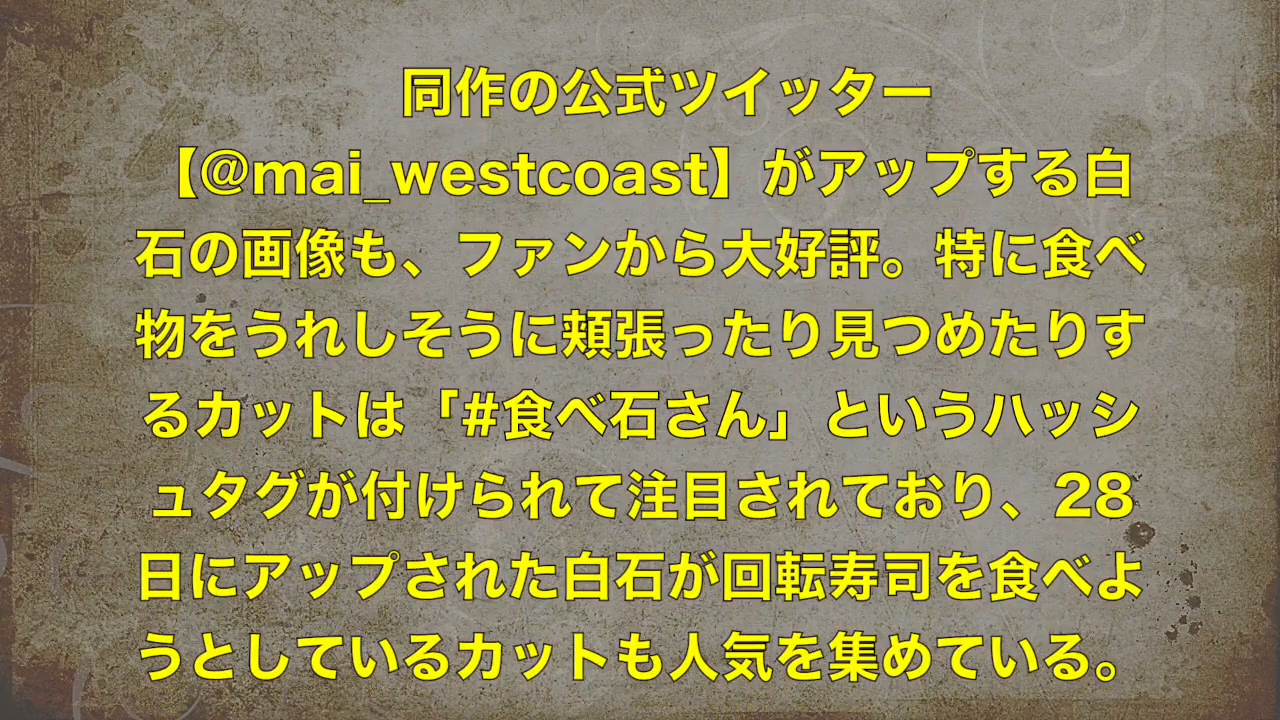 同作の公式ツイッター
【@mai_westcoast】がアップする白
石の画像も、ファンから大好評。特に食べ
物をうれしそうに頬張ったり見つめたりす
るカットは「#食べ石さん」というハッシ
ュタグが付けられて注目されており、28
日にアップされた白石が回転寿司を食べよ
うとしているカットも人気を集めている。